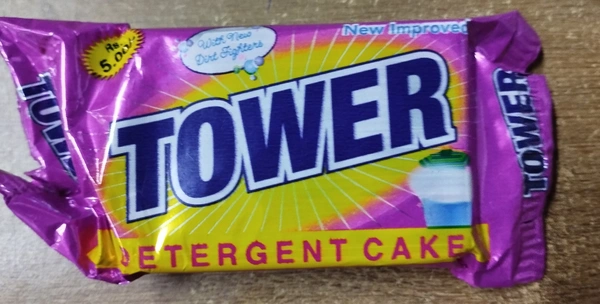 Rs
5.00/-
With New
Dirt Fighters
New Improved
TOWER
DETERGENT CAKE
TOWER
TOWER